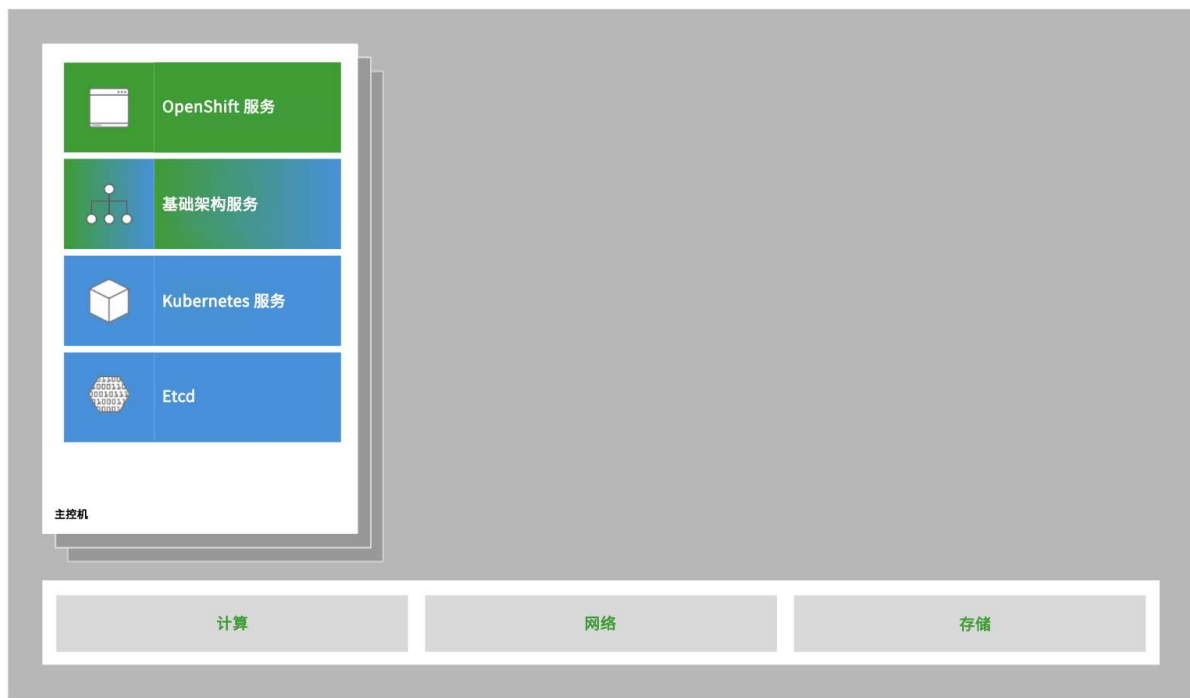 OpenShift 服务
基础架构服务
Kubernetes 服务
Etcd
主控机
计算
网络
存储